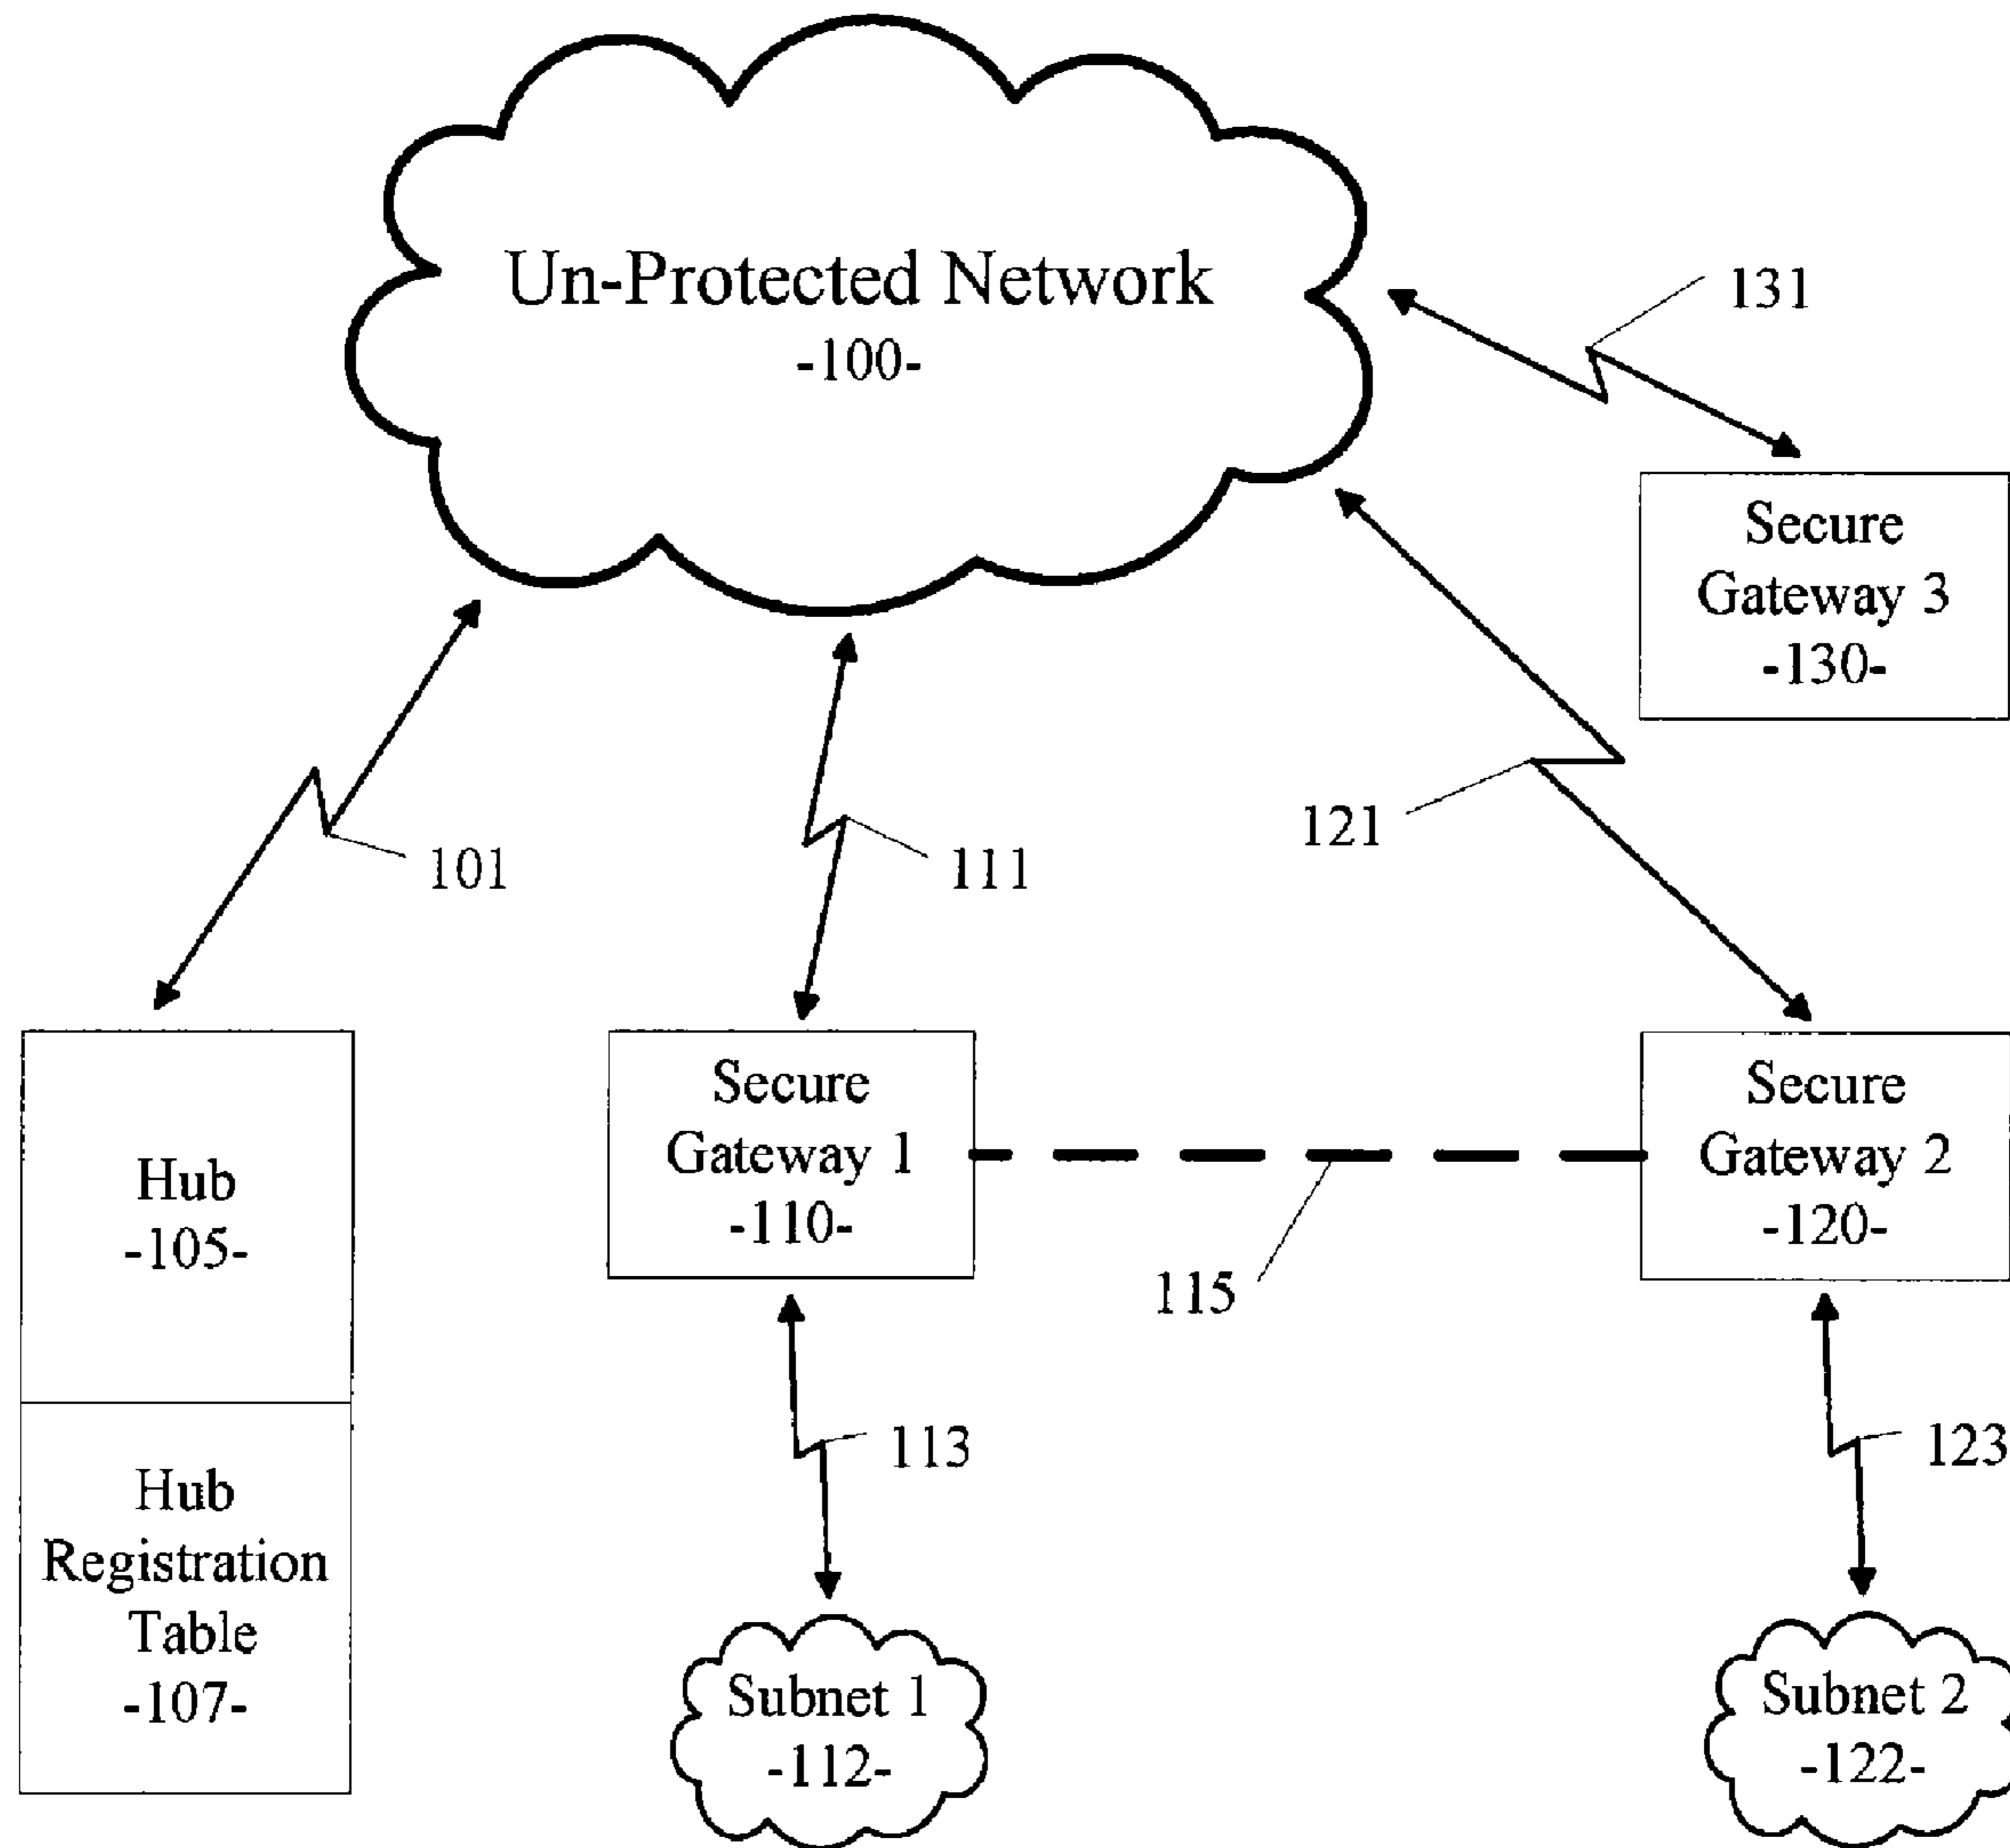 Un-Protected Network
-100-
131
Secure
Gateway 3
-130-
101
111
121
Hub
-105-
Secure
Gateway 1
-110-
115
Secure
Gateway 2
-120-
Hub
Registration
Table
-107-
113
123
Subnet 1
-112-
Subnet 2
-122-